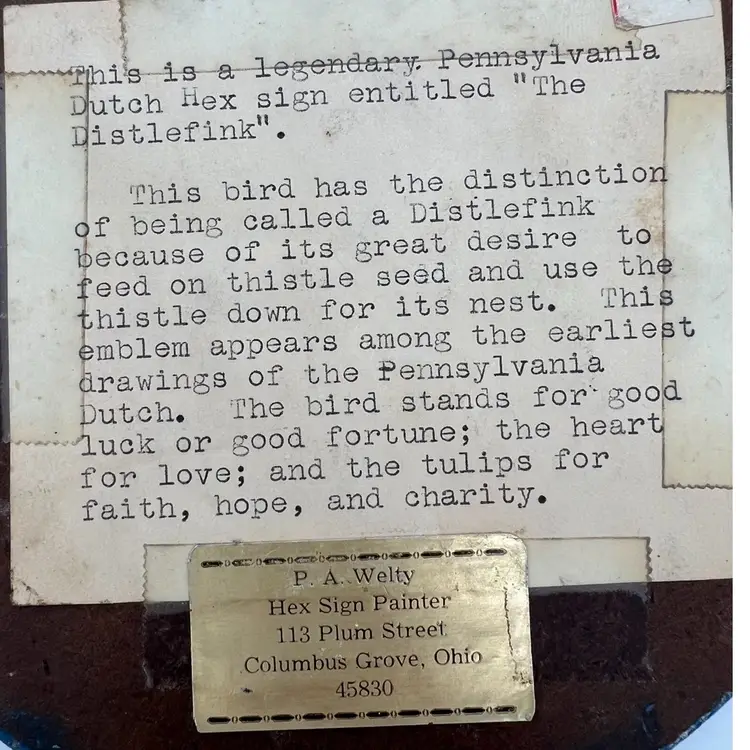 This is a legendary. Pennsylvania
Dutch Hex sign entitled "The
Distlefink".
This bird has the distinction
of being called a Distlefink
because of its great desire to
feed on thistle seed and use the
thistle down for its nest. This
emblem appears among the earliest
drawings of the Pennsylvania
Dutch. The bird stands for good
luck or good fortune; the heart
for love; and the tulips for
faith, hope, and charity.
P. A. Welty
Hex Sign Painter
113 Plum Street
Columbus Grove, Ohio
45830